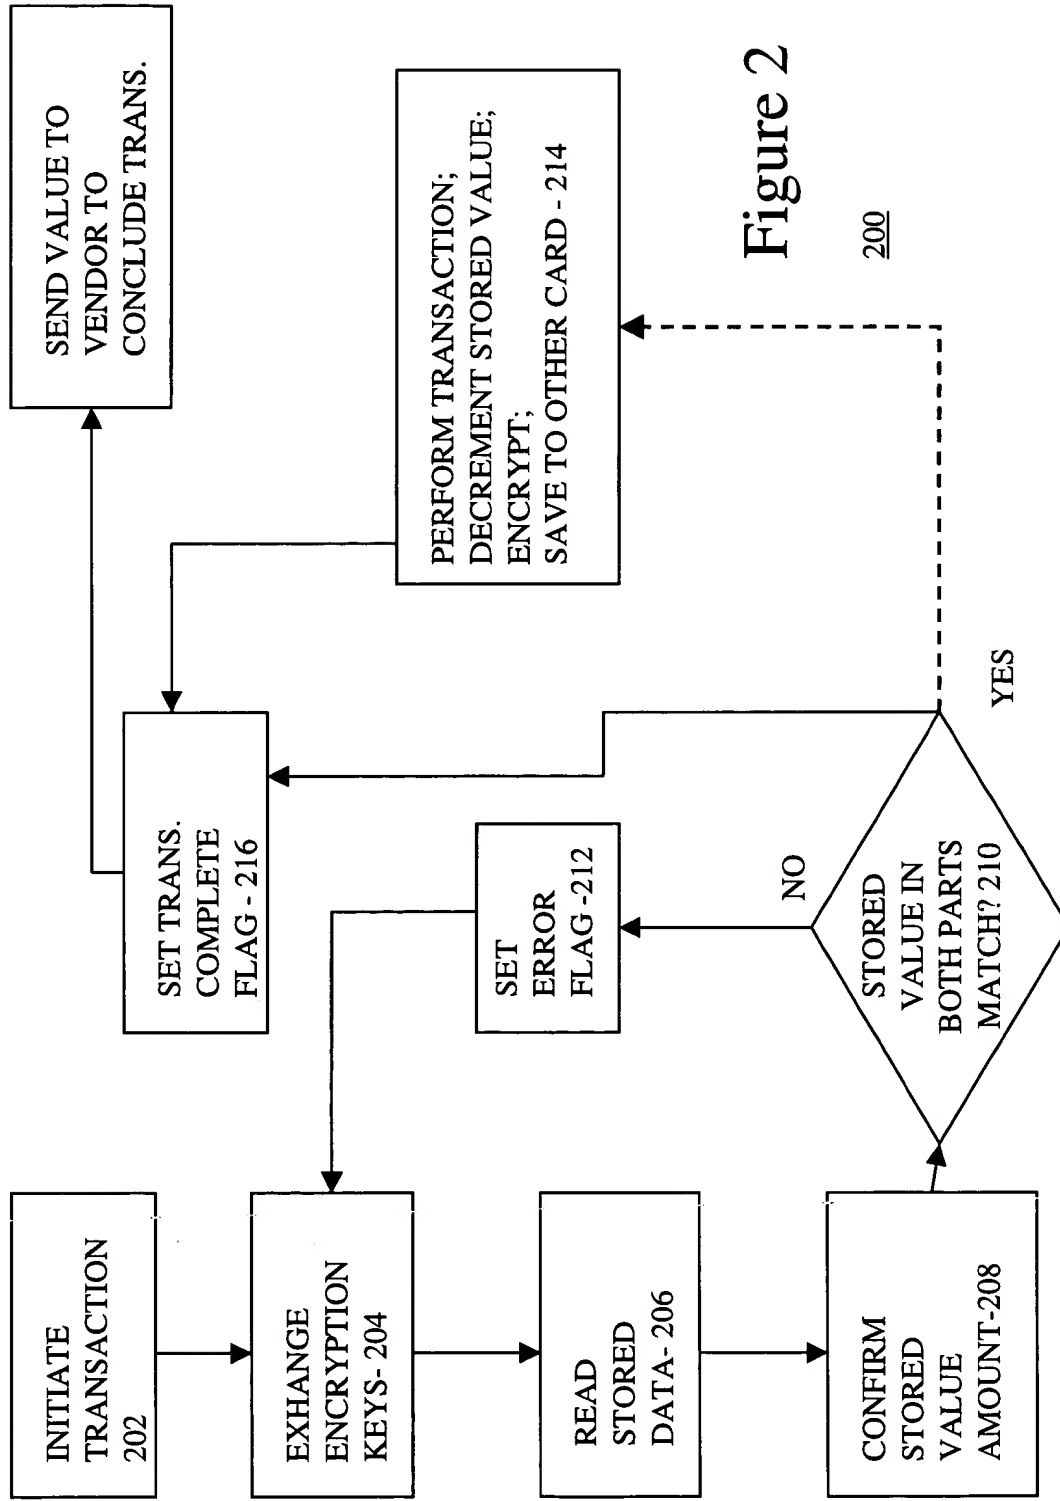 INITIATE
TRANSACTION
202
EXHANGE
ENCRYPTION
KEYS- 204
READ
STORED
DATA- 206
CONFIRM
STORED
VALUE
AMOUNT-208
STORED
VALUE IN
BOTH PARTS
MATCH? 210
NO
YES
SET
ERROR
FLAG -212
SET TRANS.
COMPLETE
FLAG - 216
PERFORM TRANSACTION;
DECREMENT STORED VALUE;
ENCRYPT;
SAVE TO OTHER CARD - 214
SEND VALUE TO
VENDOR TO
CONCLUDE TRANS.
Figure 2
200